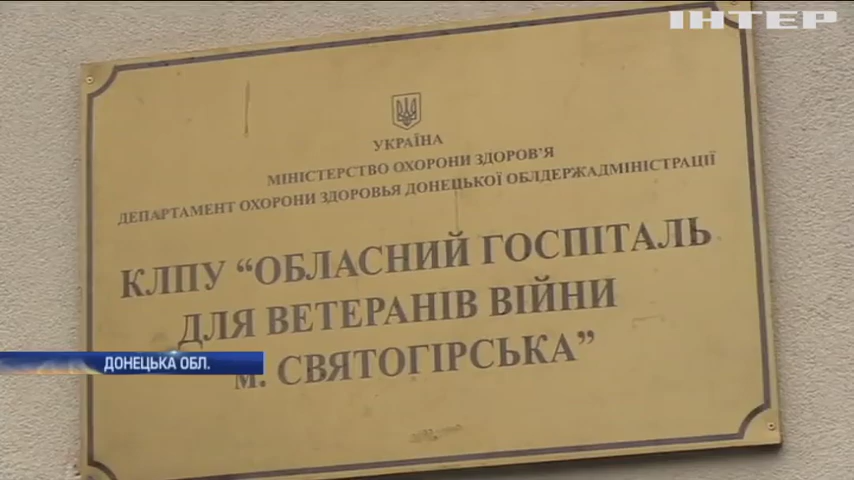 ІНТЕР
УКРАЇНА
МІНІСТЕРСТВО ОХОРОНИ ЗДОРОВ'Я
ДЕПАРТАМЕНТ ОХОРОНИ ЗДОРОВЬЯ ДОНЕЦЬКОЇ ОБЛДЕРЖАДМІНІСТРАЦІЇ
КЛПУ “ОБЛАСНИЙ ГОСПІТАЛЬ
ДЛЯ ВЕТЕРАНІВ ВІЙНИ
м. СВЯТОГІРСЬКА”
ДОНЕЦЬКА ОБЛ.